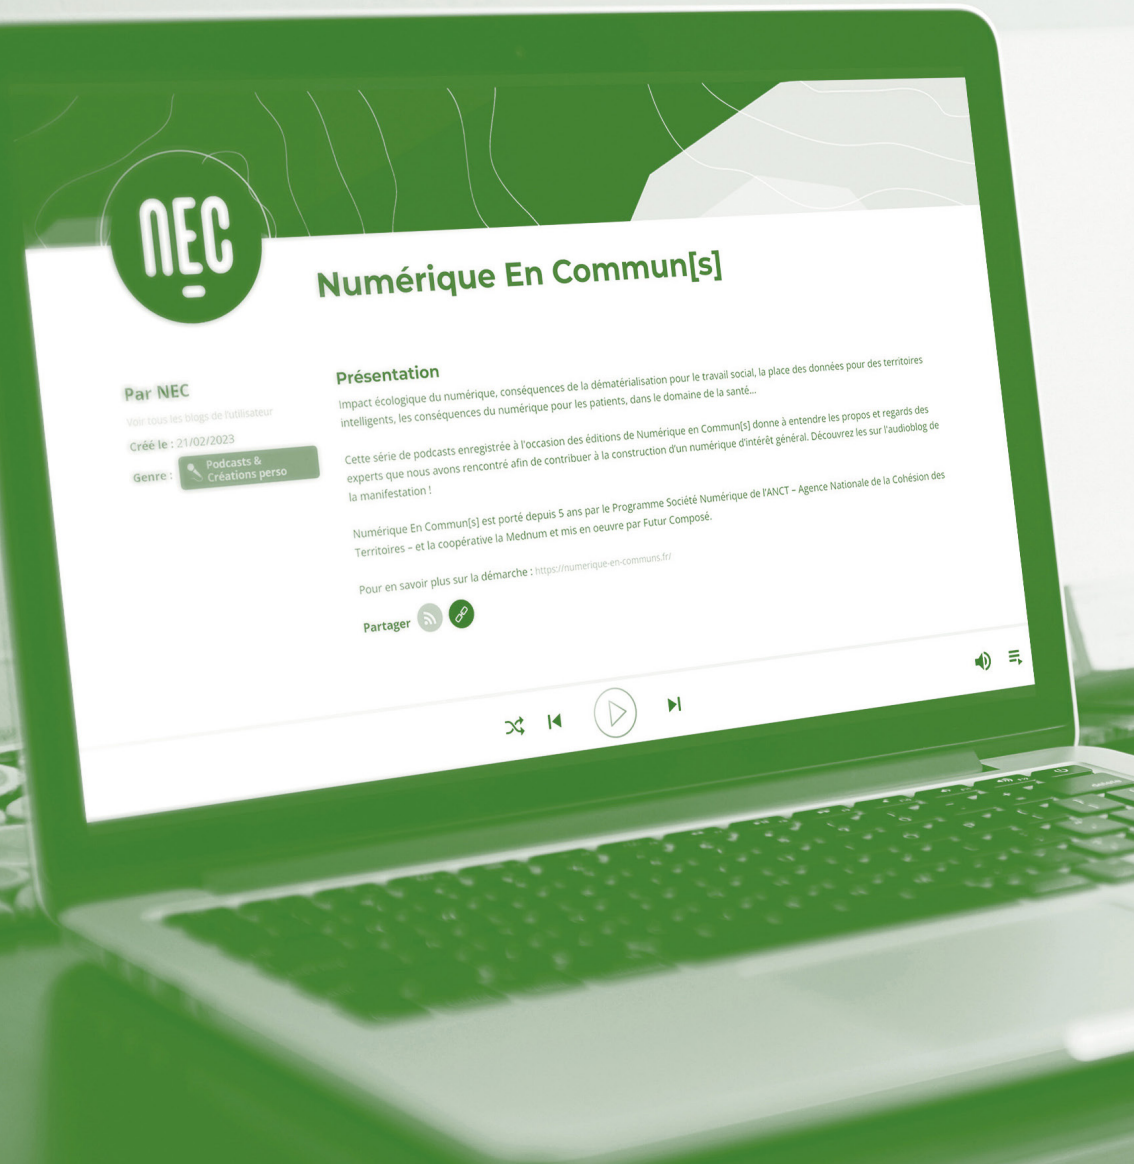 NEC
Numérique En Commun[s]
Par NEC
Voir tous les blogs de l'utilisateur
Créé le : 21/02/2023
Genre : Podcasts &
Créations perso
Présentation
Impact écologique du numérique, conséquences de la dématérialisation pour le travail social, la place des données pour des territoires
intelligents, les conséquences du numérique pour les patients, dans le domaine de la santé...
Cette série de podcasts enregistrée à l'occasion des éditions de Numérique en Commun[s] donne à entendre les propos et regards des
experts que nous avons rencontré afin de contribuer à la construction d'un numérique d'intérêt général. Découvrez les sur l'audioblog de
la manifestation !
Numérique En Commun[s] est porté depuis 5 ans par le Programme Société Numérique de l'ANCT – Agence Nationale de la Cohésion des
Territoires – et la coopérative la Mednum et mis en oeuvre par Futur Composé.
Pour en savoir plus sur la démarche : https://numerique-en-communs.fr/
Partager